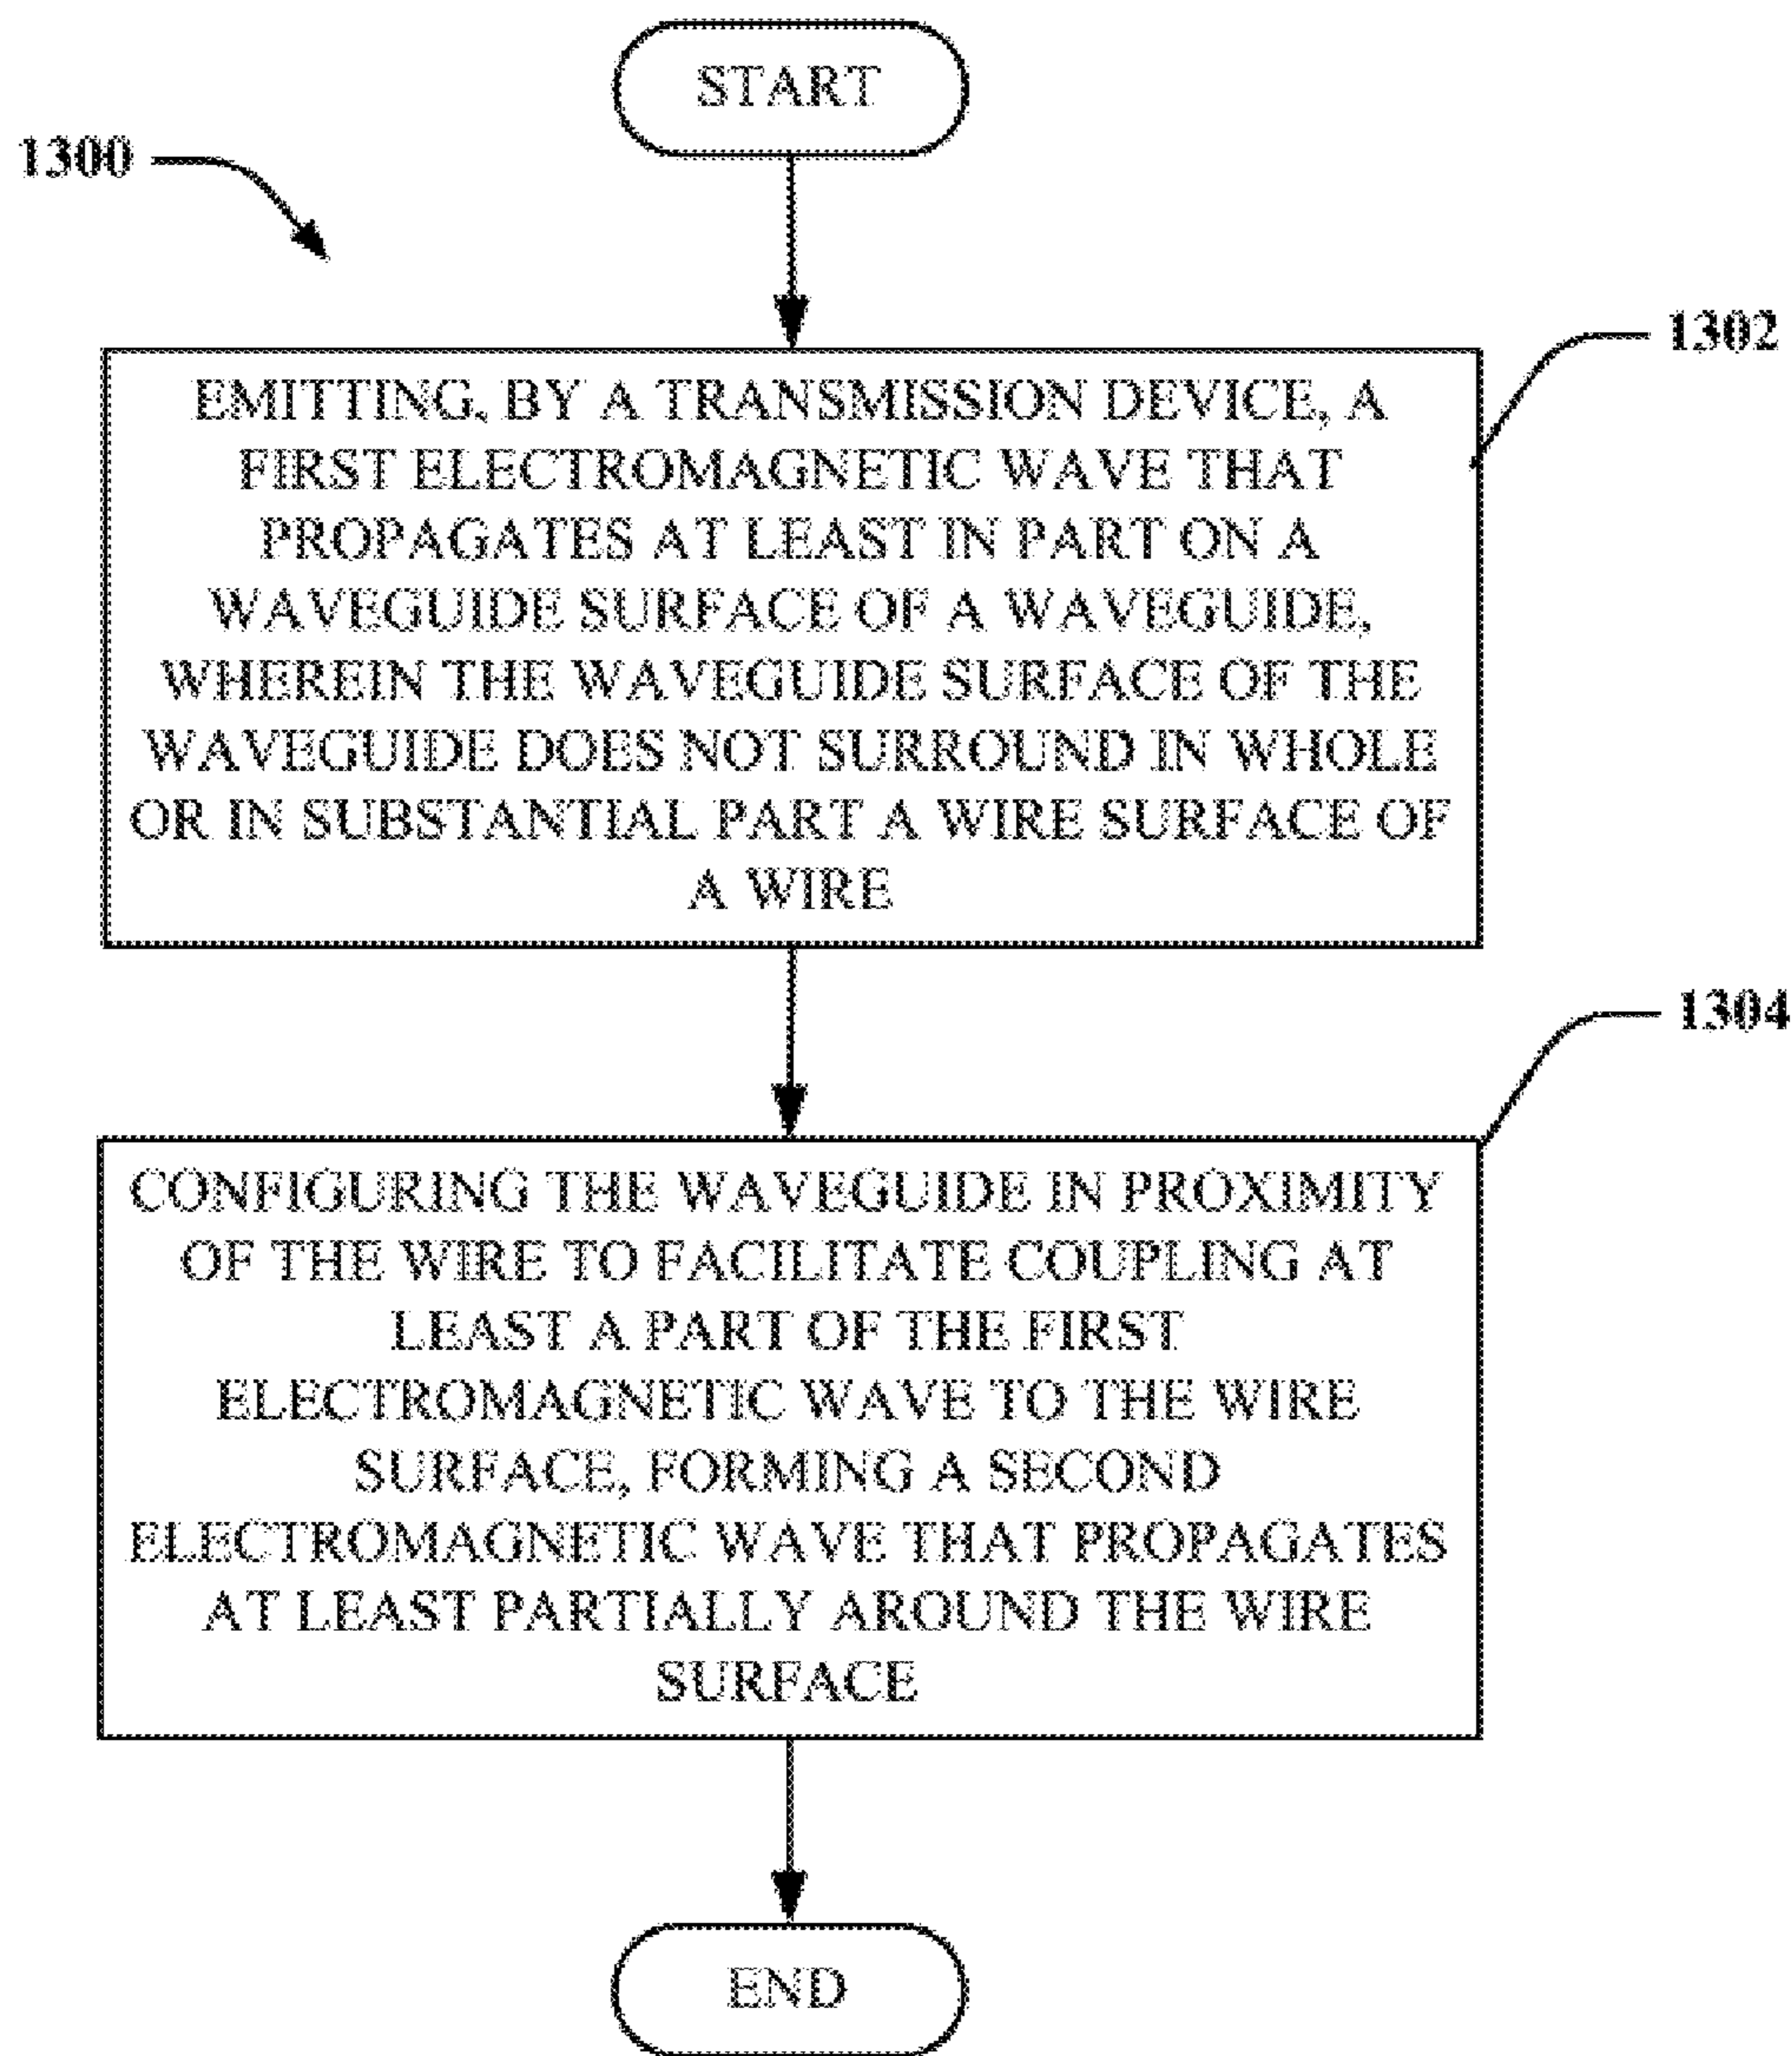 START
1300
1302
EMITTING, BY A TRANSMISSION DEVICE, A
FIRST ELECTROMAGNETIC WAVE THAT
PROPAGATES AT LEAST IN PART ON A
WAVEGUIDE SURFACE OF A WAVEGUIDE,
WHEREIN THE WAVEGUIDE SURFACE OF THE
WAVEGUIDE DOES NOT SURROUND IN WHOLE
OR IN SUBSTANTIAL PART A WIRE SURFACE OF
A WIRE
1304
CONFIGURING THE WAVEGUIDE IN PROXIMITY
OF THE WIRE TO FACILITATE COUPLING AT
LEAST A PART OF THE FIRST
ELECTROMAGNETIC WAVE TO THE WIRE
SURFACE, FORMING A SECOND
ELECTROMAGNETIC WAVE THAT PROPAGATES
AT LEAST PARTIALLY AROUND THE WIRE
SURFACE
END